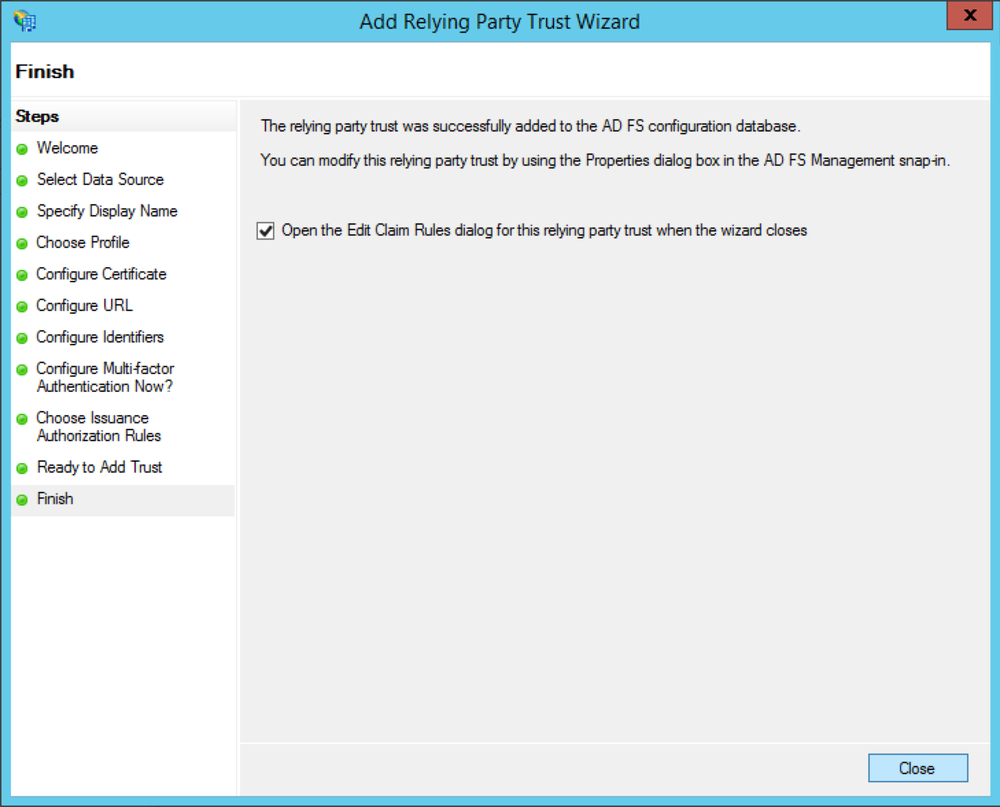 Add Relying Party Trust Wizard
X
Finish
Steps
Welcome
Select Data Source
Specify Display Name
Choose Profile
Configure Certificate
Configure URL
Configure Identifiers
Configure Multi-factor
Authentication Now?
Choose Issuance
Authorization Rules
Ready to Add Trust
Finish
The relying party trust was successfully added to the AD FS configuration database.
You can modify this relying party trust by using the Properties dialog box in the AD FS Management snap-in.
Open the Edit Claim Rules dialog for this relying party trust when the wizard closes
Close